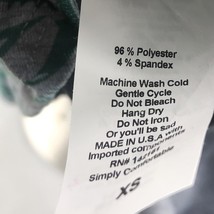 96 % Polyester
4 % Spandex
Machine Wash Cold
Gentle Cycle
Do Not Bleach
Hang Dry
Do Not Iron
Or you'll be sad
MADE IN U.S.A with
Imported components
RN#
Simply Comfortable
XS